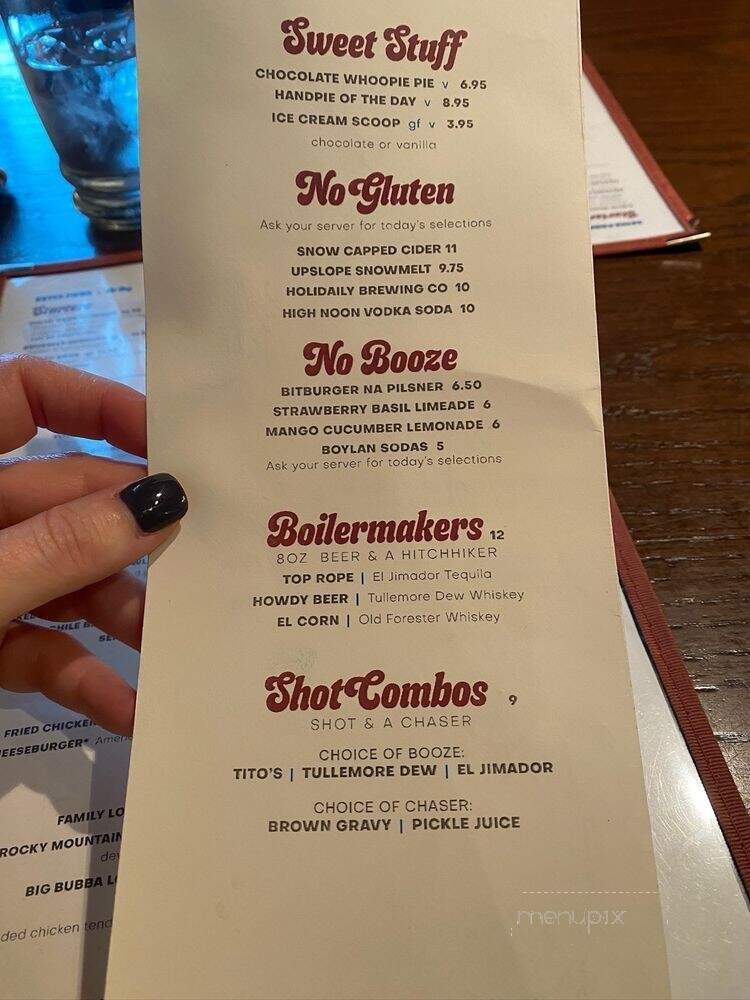 Sweet Stuff
CHOCOLATE WHOOPIE PIE v 6.95
HANDPIE OF THE DAY v 8.95
ICE CREAM SCOOP gf v 3.95
chocolate or vanilla
No Gluten
Ask your server for today's selections
SNOW CAPPED CIDER 11
UPSLOPE SNOWMELT 9.75
HOLIDAILY BREWING CO 10
HIGH NOON VODKA SODA 10
No Booze
BITBURGER NA PILSNER 6.50
STRAWBERRY BASIL LIMEADE 6
MANGO CUCUMBER LEMONADE 6
BOYLAN SODAS 5
Ask your server for today's selections
Boilermakers 12
8OZ BEER & A HITCHHIKER
TOP ROPE | El Jimador Tequila
HOWDY BEER | Tullemore Dew Whiskey
EL CORN | Old Forester Whiskey
Shot Combos 9
SHOT & A CHASER
CHOICE OF BOOZE:
TITO'S | TULLEMORE DEW | EL JIMADOR
CHOICE OF CHASER:
BROWN GRAVY | PICKLE JUICE
FRIED CHICKEN
EESEBURGER* Ameri
FAMILY LO
ROCKY MOUNTAIN
BIG BUBBA LO
ded chicken tend
menupix